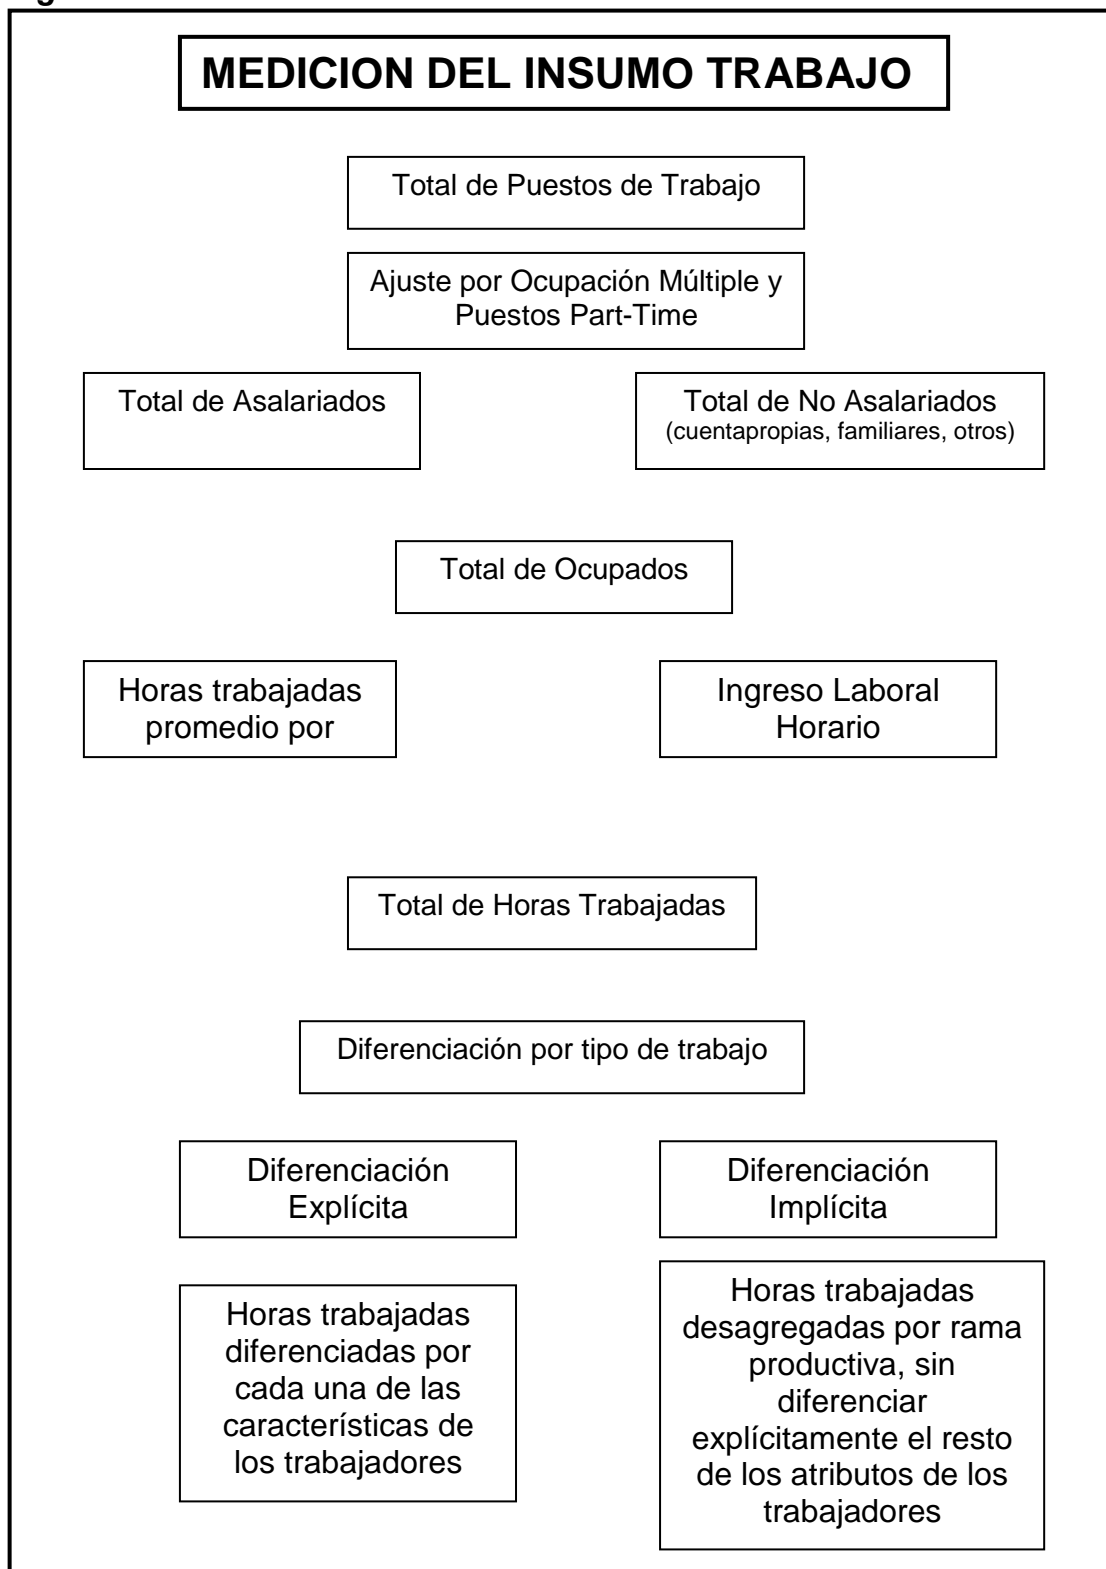 MEDICION DEL INSUMO TRABAJO
Total de Puestos de Trabajo
Ajuste por Ocupación Múltiple y
Puestos Part-Time
Total de Asalariados
Total de No Asalariados
(cuentapropias, familiares, otros)
Total de Ocupados
Horas trabajadas
promedio por
Ingreso Laboral
Horario
Total de Horas Trabajadas
Diferenciación por tipo de trabajo
Diferenciación
Explícita
Diferenciación
Implícita
Horas trabajadas
diferenciadas por
cada una de las
características de
los trabajadores
Horas trabajadas
desagregadas por rama
productiva, sin
diferenciar
explícitamente el resto
de los atributos de los
trabajadores